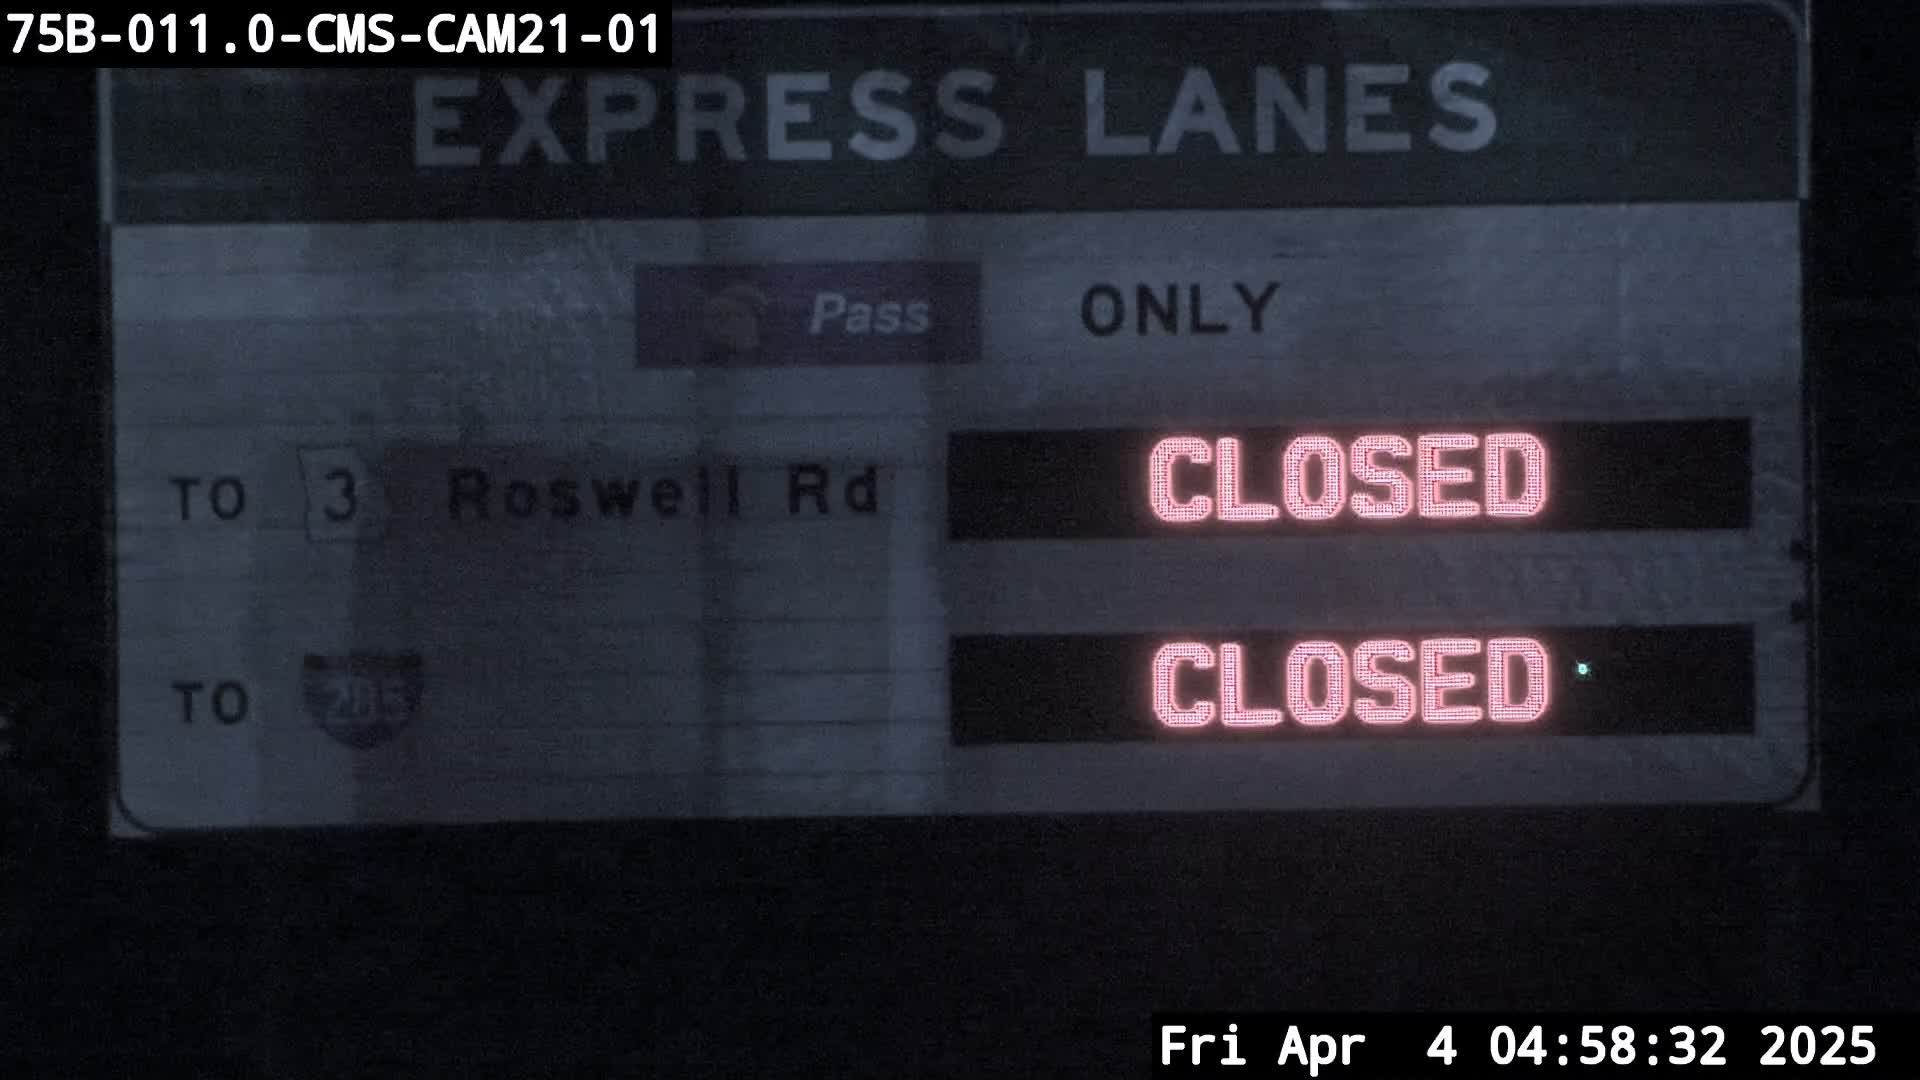 75B-011.0-CMS-CAM21-01
EXPRESS LANES
Pass ONLY
TO 3 Roswell Rd CLOSED
TO 285 CLOSED
Fri Apr 4 04:58:32 2025